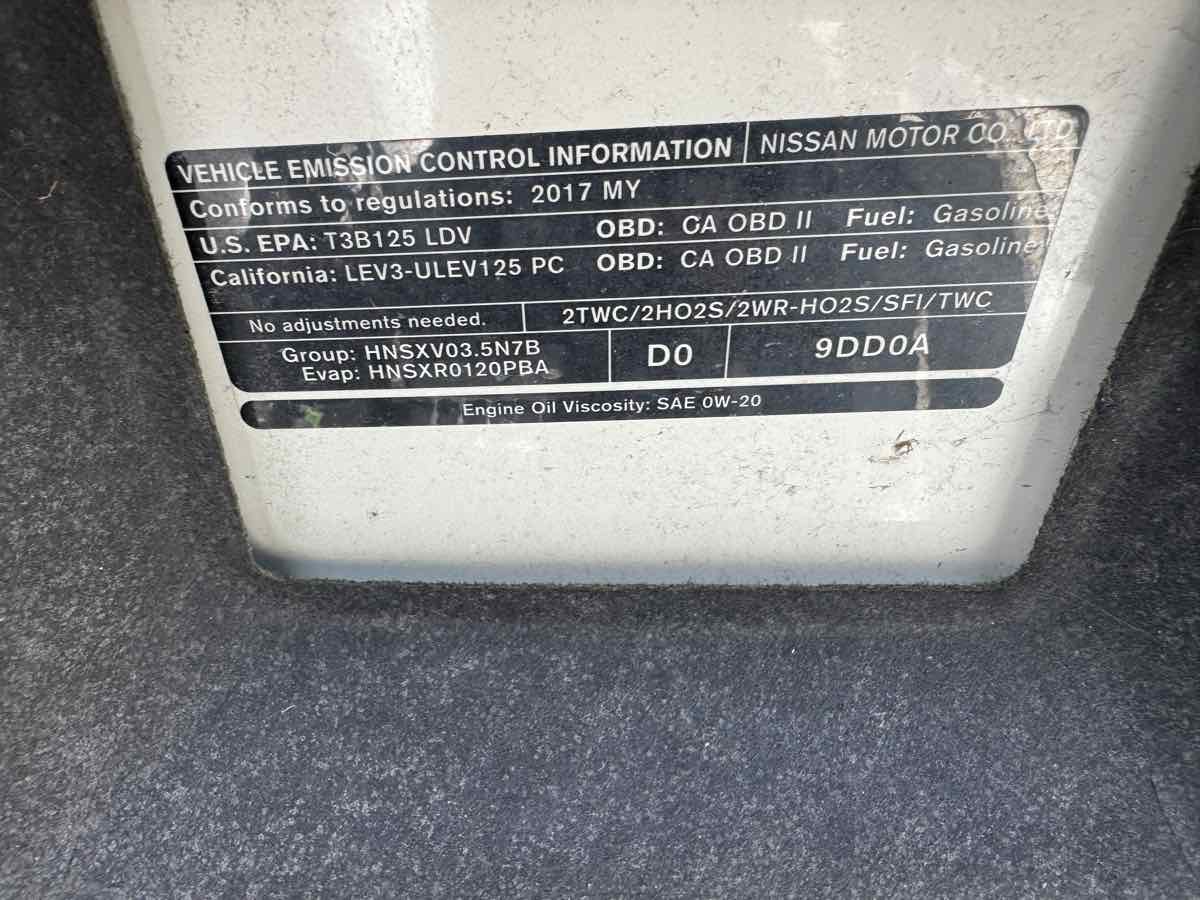 VEHICLE EMISSION CONTROL INFORMATION NISSAN MOTOR CO., LTD
Conforms to regulations: 2017 MY
U.S. EPA: T3B125 LDV OBD: CA OBD II Fuel: Gasoline
California: LEV3-ULEV125 PC OBD: CA OBD II Fuel: Gasoline
No adjustments needed. 2TWC/2HO2S/2WR-HO2S/SFI/TWC
Group: HNSXV03.5N7B
Evap: HNSXR0120PBA
D0
9DD0A
Engine Oil Viscosity: SAE 0W-20